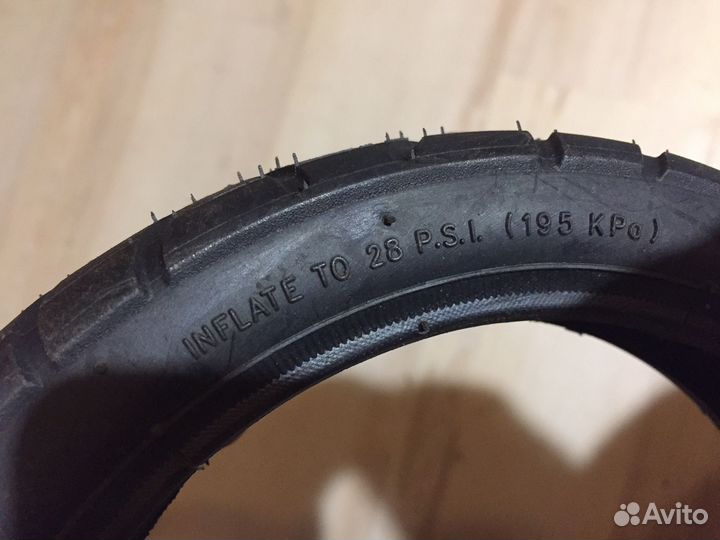 INFLATE TO 28 P.S.I. (195 KPa)
Avito